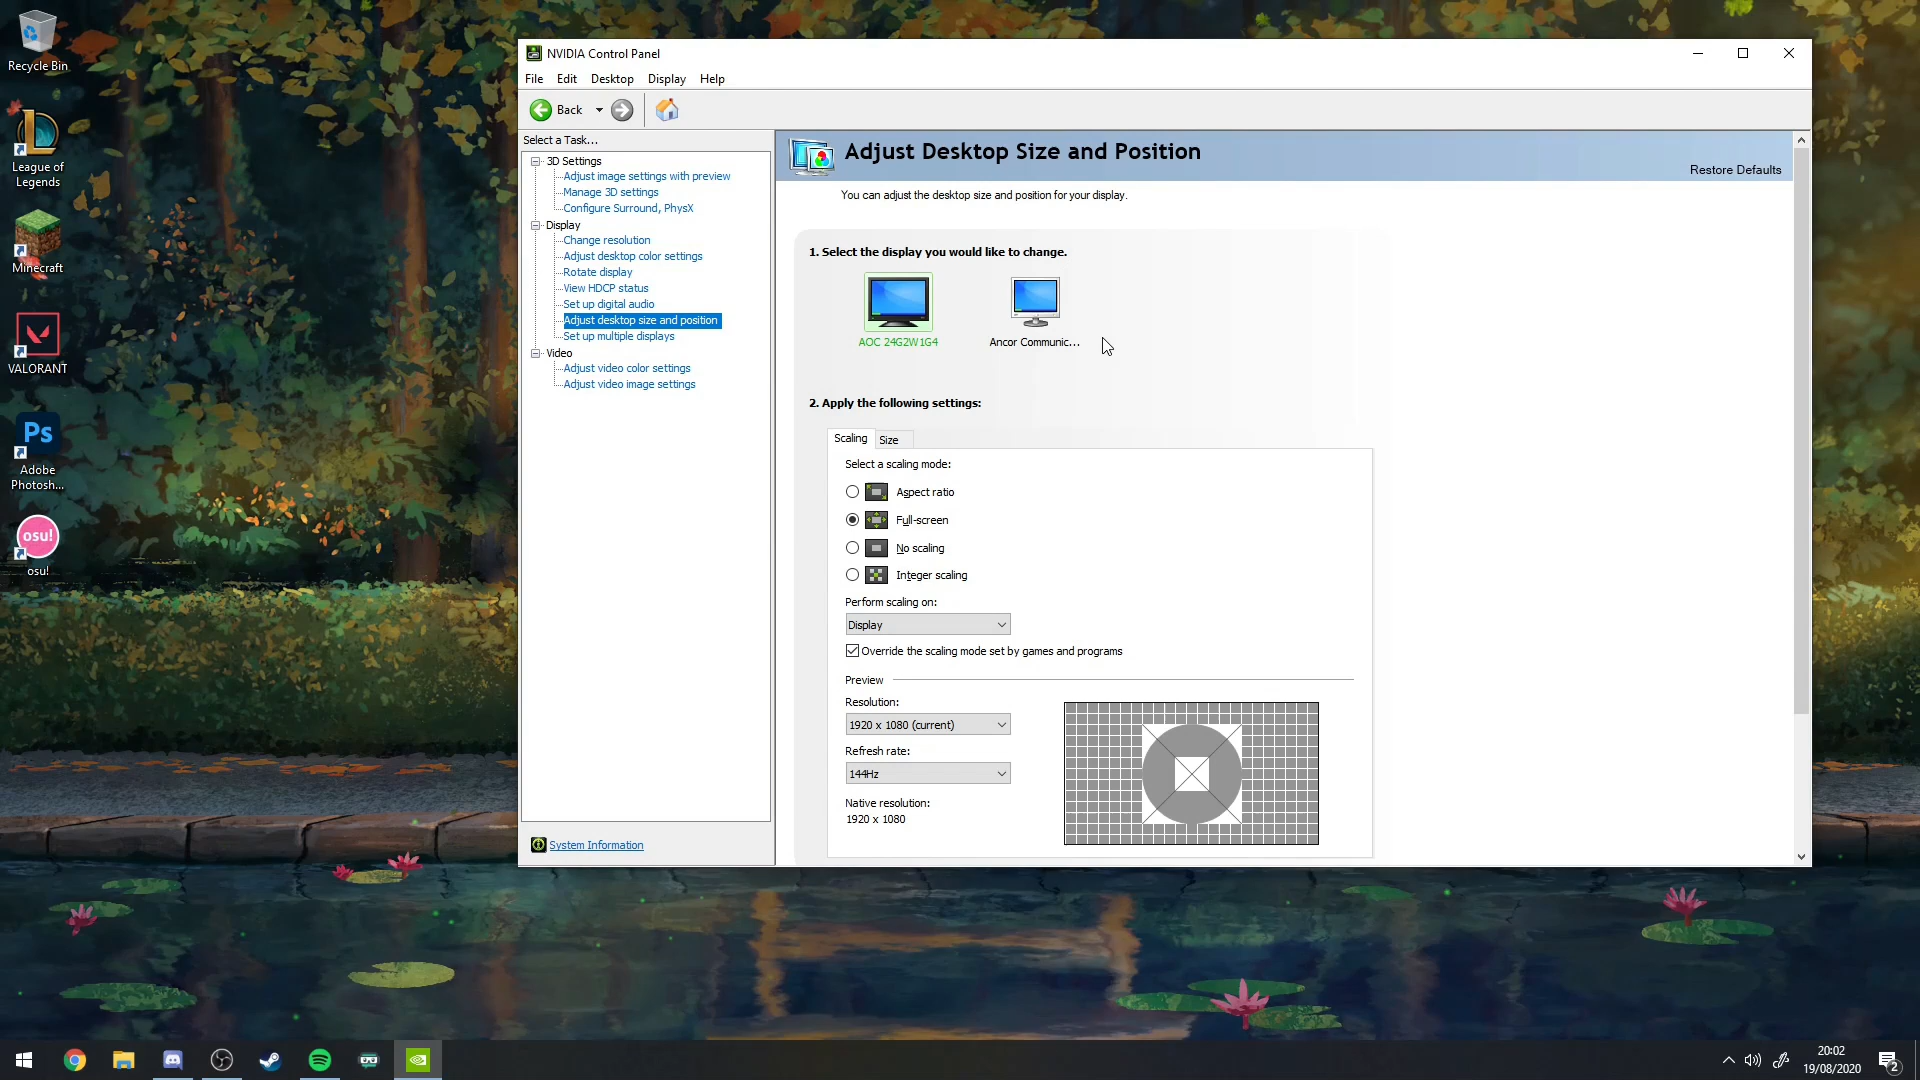 Recycle Bin
League of
Legends
Minecraft
VALORANT
Ps
Adobe
Photosh...
osu!
osu!
NVIDIA Control Panel
File Edit Desktop Display Help
Back
Select a Task...
3D Settings
Adjust image settings with preview
Manage 3D settings
Configure Surround, PhysX
Display
Change resolution
Adjust desktop color settings
Rotate display
View HDCP status
Set up digital audio
Adjust desktop size and position
Set up multiple displays
Video
Adjust video color settings
Adjust video image settings
System Information
Adjust Desktop Size and Position
Restore Defaults
You can adjust the desktop size and position for your display.
1. Select the display you would like to change.
AOC 24G2W1G4
Ancor Communic...
2. Apply the following settings:
Scaling Size
Select a scaling mode:
Aspect ratio
Full-screen
No scaling
Integer scaling
Perform scaling on:
Display
Override the scaling mode set by games and programs
Preview
Resolution:
1920 x 1080 (current)
Refresh rate:
144Hz
Native resolution:
1920 x 1080
20:02
19/08/2020
2